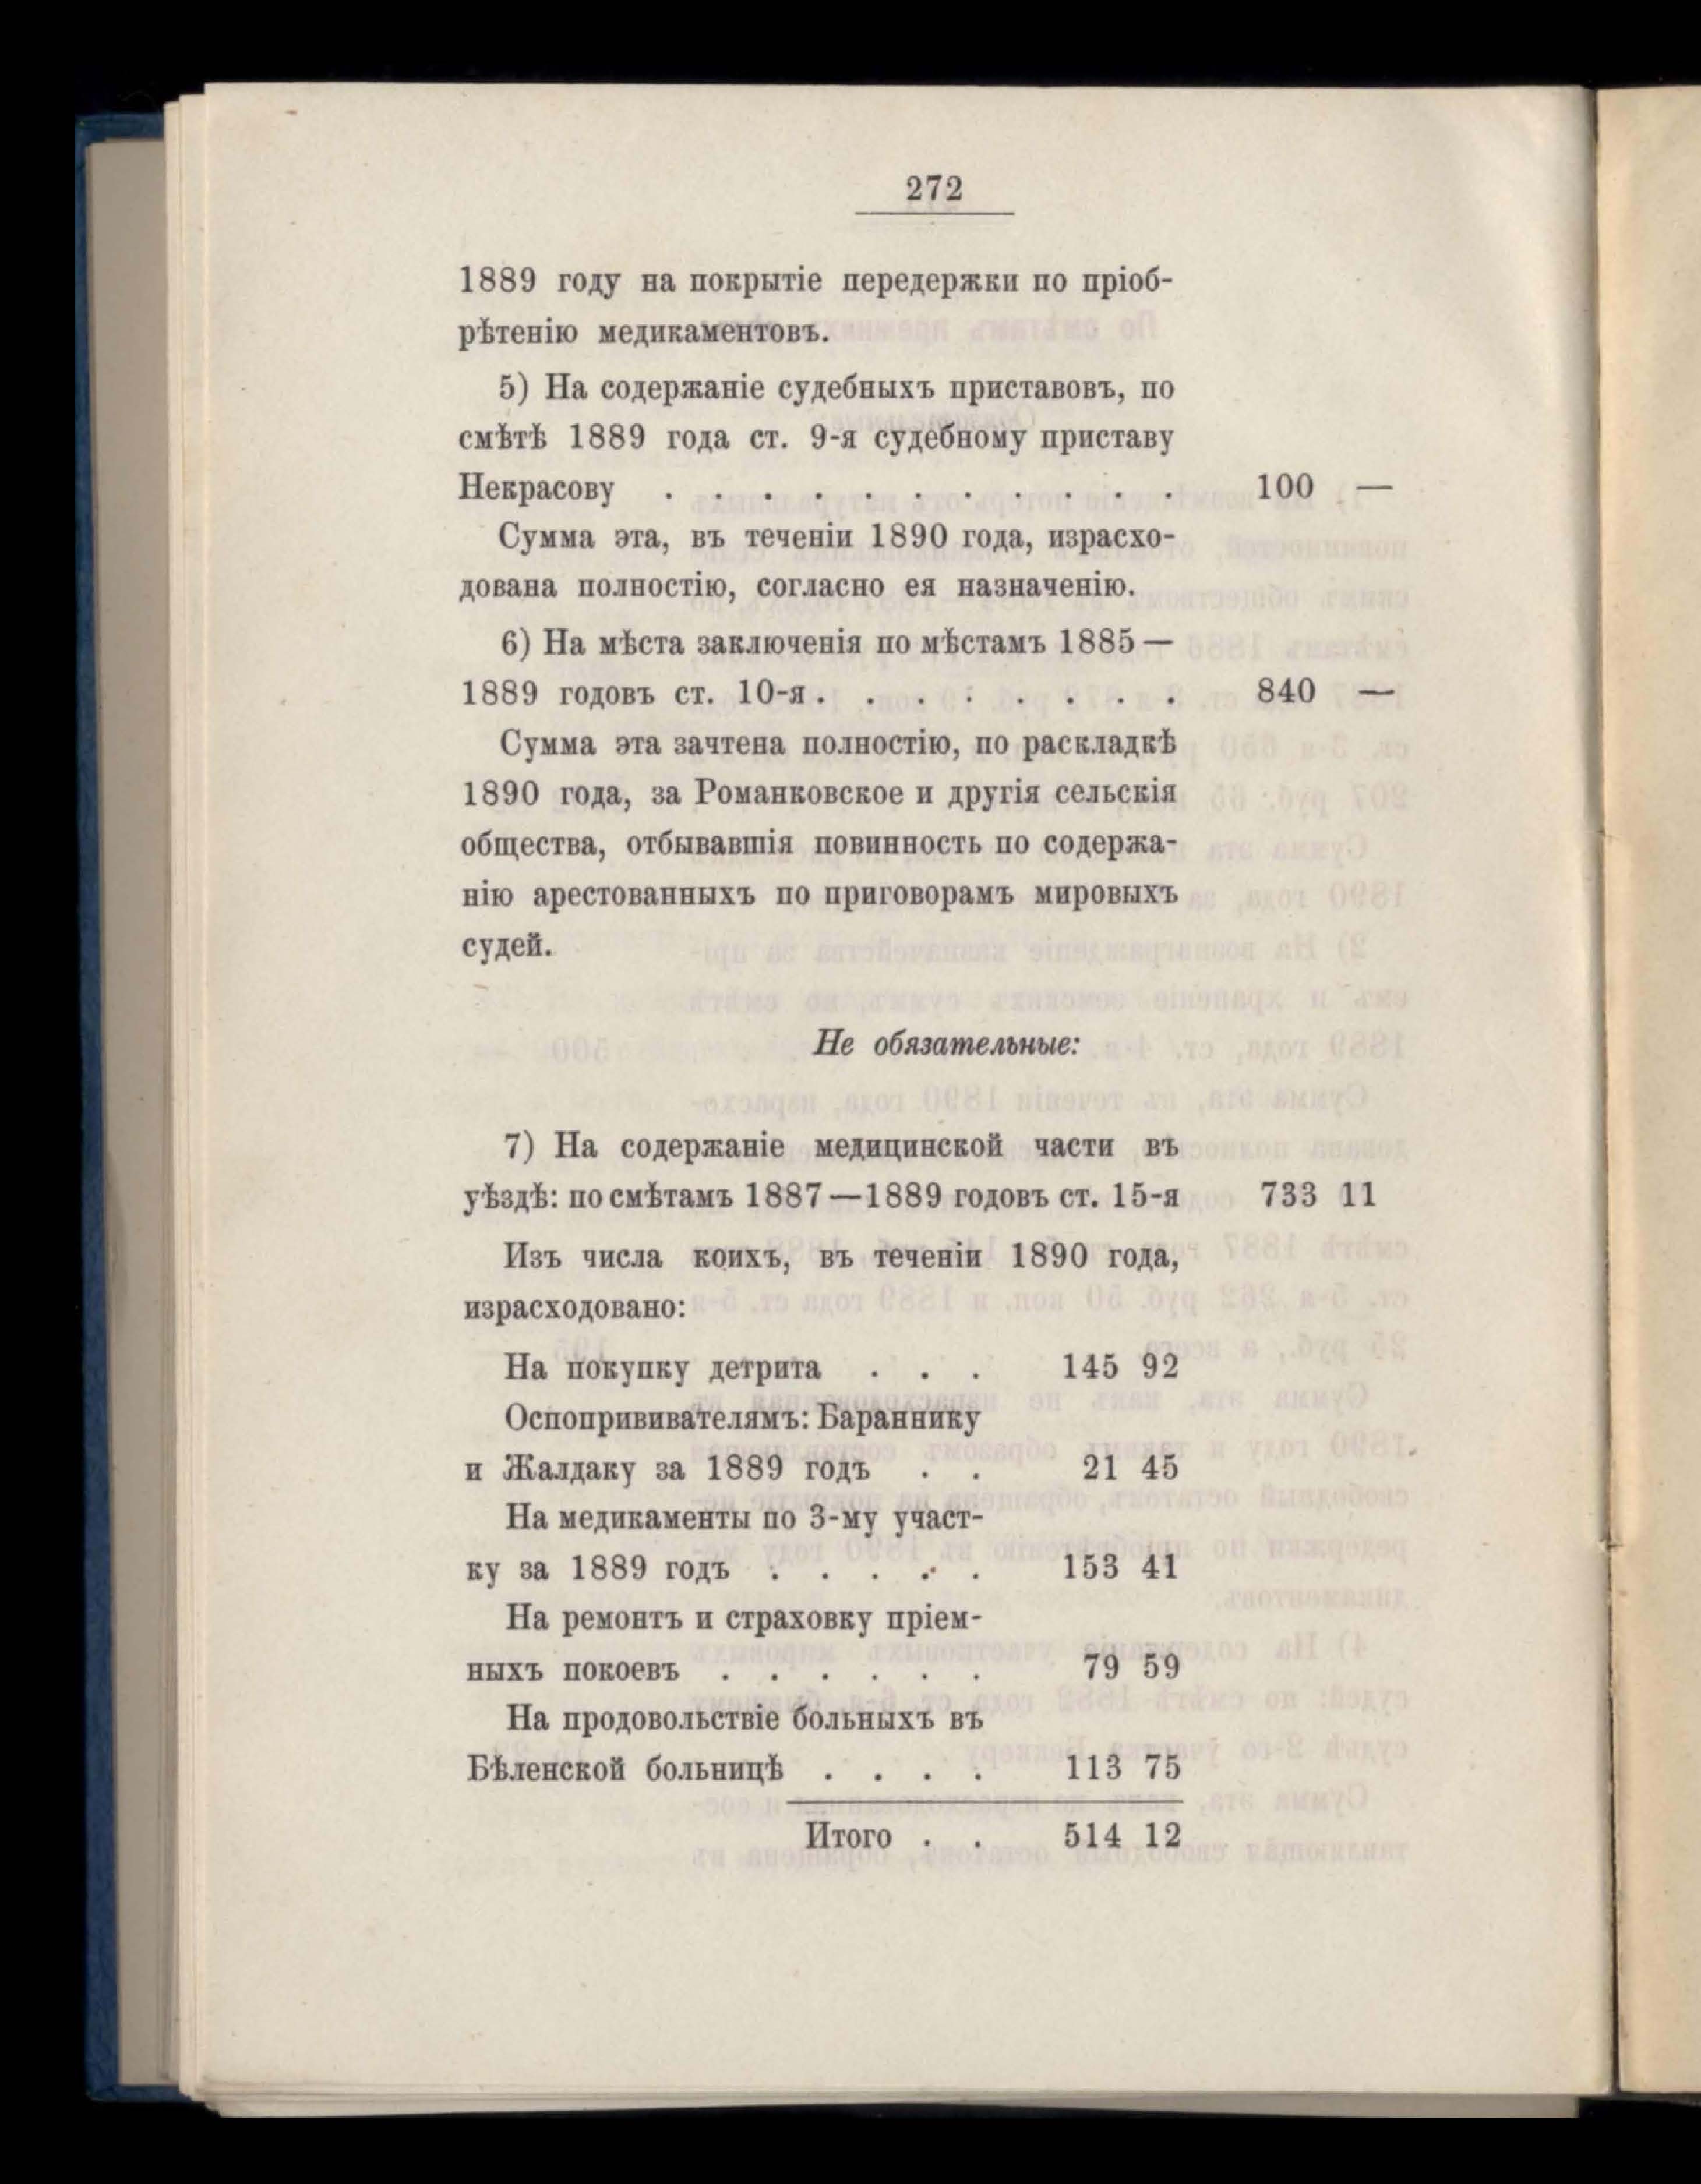 272
1889 году на покрытіе передержки по пріоб-
рѣтенію медикаментовъ.
5) На содержаніе судебныхъ приставовъ, по
смѣтѣ 1889 года ст. 9-я судебному приставу
Некрасову . . . . . . . . . . . 100 —
Сумма эта, въ теченіи 1890 года, израсхо-
дована полностію, согласно ея назначенію.
6) На мѣста заключенія по мѣстамъ 1885—
1889 годовъ ст. 10-я . . . . . . . . 840 —
Сумма эта зачтена полностію, по раскладкѣ
1890 года, за Романковское и другія сельскія
общества, отбывавшія повинность по содержа-
нію арестованныхъ по приговорамъ мировыхъ
судей.
Не обязательные:
7) На содержаніе медицинской части въ
уѣздѣ: по смѣтамъ 1887—1889 годовъ ст. 15-я 733 11
Изъ числа коихъ, въ теченіи 1890 года,
израсходовано:
На покупку детрита . . . 145 92
Оспопрививателямъ: Бараннику
и Жалдаку за 1889 годъ . . 21 45
На медикаменты по 3-му участ-
ку за 1889 годъ . . . . . 153 41
На ремонтъ и страховку пріем-
ныхъ покоевъ . . . . . . 79 59
На продовольствіе больныхъ въ
Бѣленской больницѣ . . . . 113 75
Итого . . 514 12